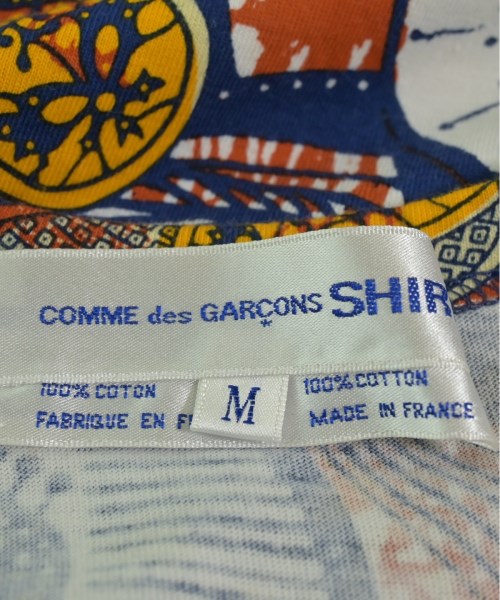 COMME des GARÇONS SHIR
100% COTON
FABRIQUE EN F
M
100% COTTON
MADE IN FRANCE